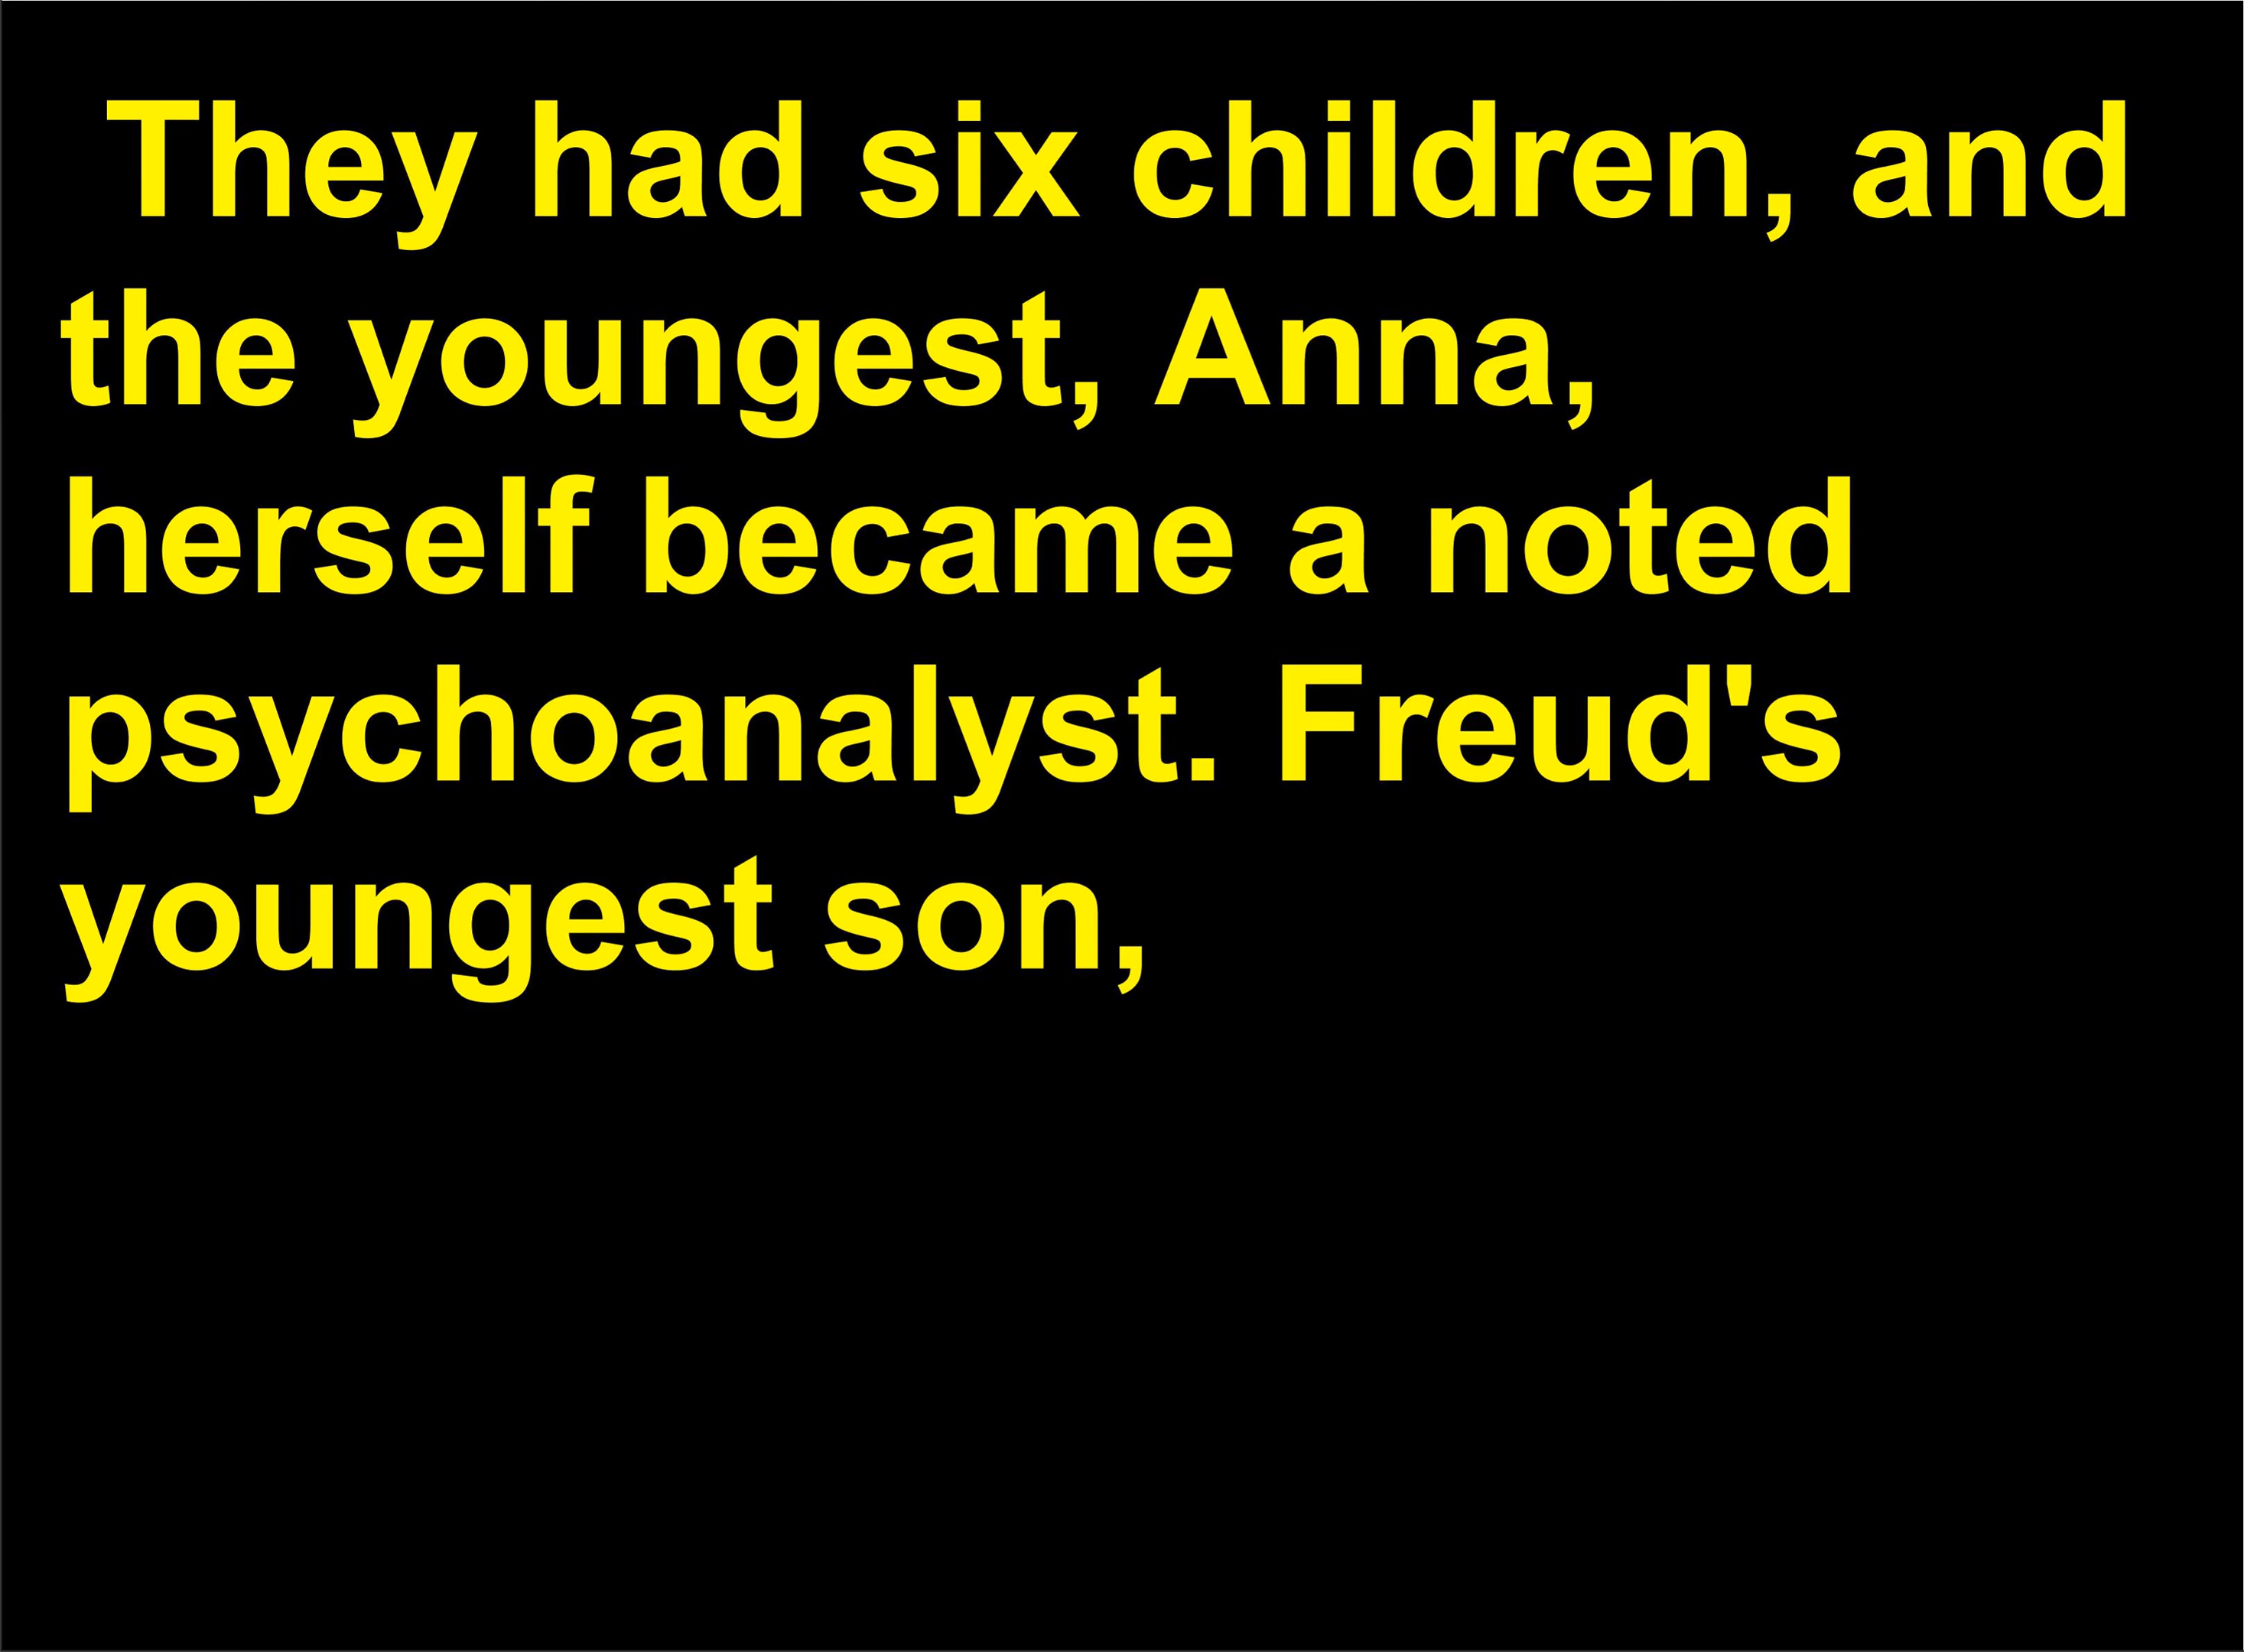 They had six children, and
the youngest, Anna,
herself became a noted
psychoanalyst. Freud's
youngest son,